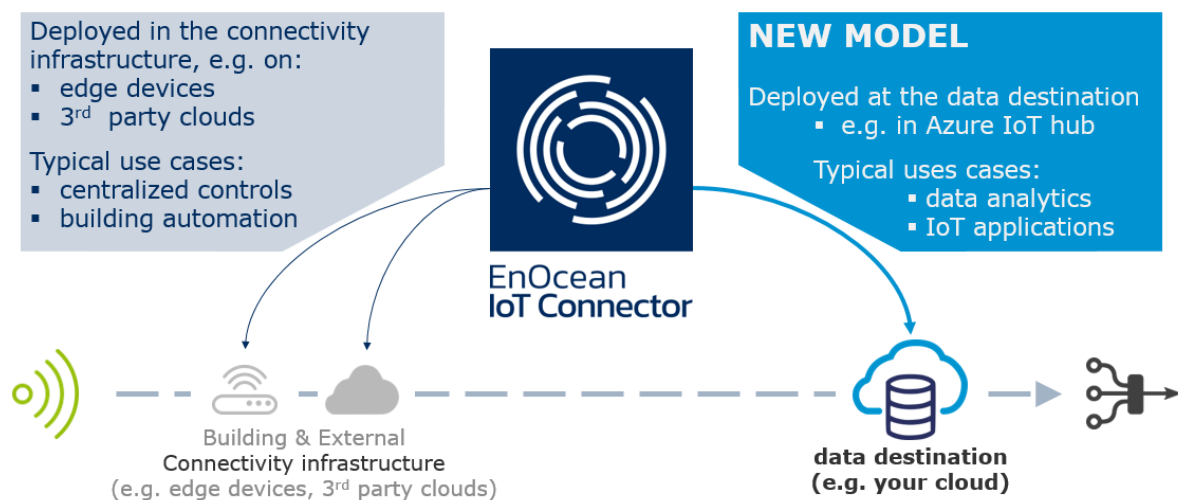 Deployed in the connectivity
infrastructure, e.g. on:
▪ edge devices
▪ 3rd party clouds
Typical use cases:
▪ centralized controls
▪ building automation
EnOcean
IoT Connector
NEW MODEL
Deployed at the data destination
▪ e.g. in Azure IoT hub
Typical uses cases:
▪ data analytics
▪ IoT applications
Building & External
Connectivity infrastructure
(e.g. edge devices, 3rd party clouds)
data destination
(e.g. your cloud)